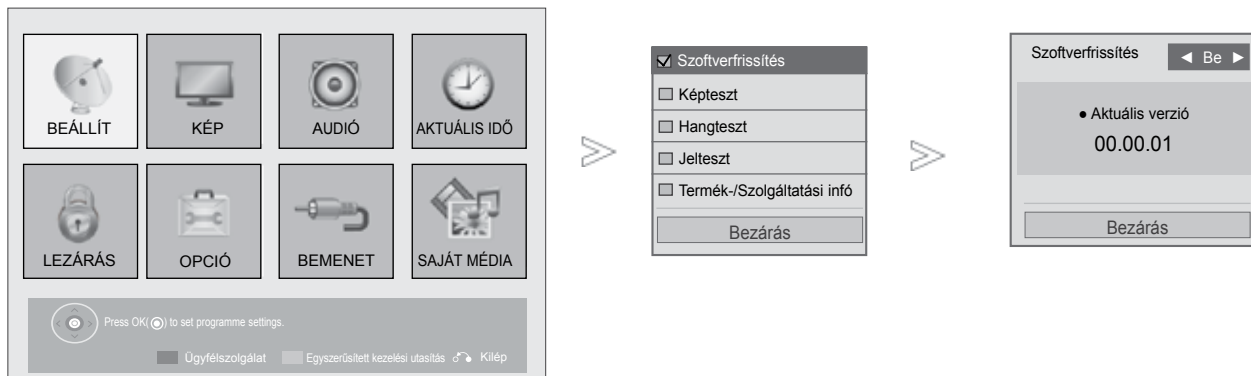 BEÁLLÍT
KÉP
AUDIÓ
AKTUÁLIS IDŐ
LEZÁRÁS
OPCIÓ
BEMENET
SAJÁT MÉDIA
Press OK(◉) to set programme settings.
Ügyfélszolgálat Egyszerűsített kezelési utasítás Kilép
Szoftverfrissítés
Képteszt
Hangteszt
Jelteszt
Termék-/Szolgáltatási infó
Bezárás
Szoftverfrissítés ◄ Be ►
● Aktuális verzió
00.00.01
Bezárás